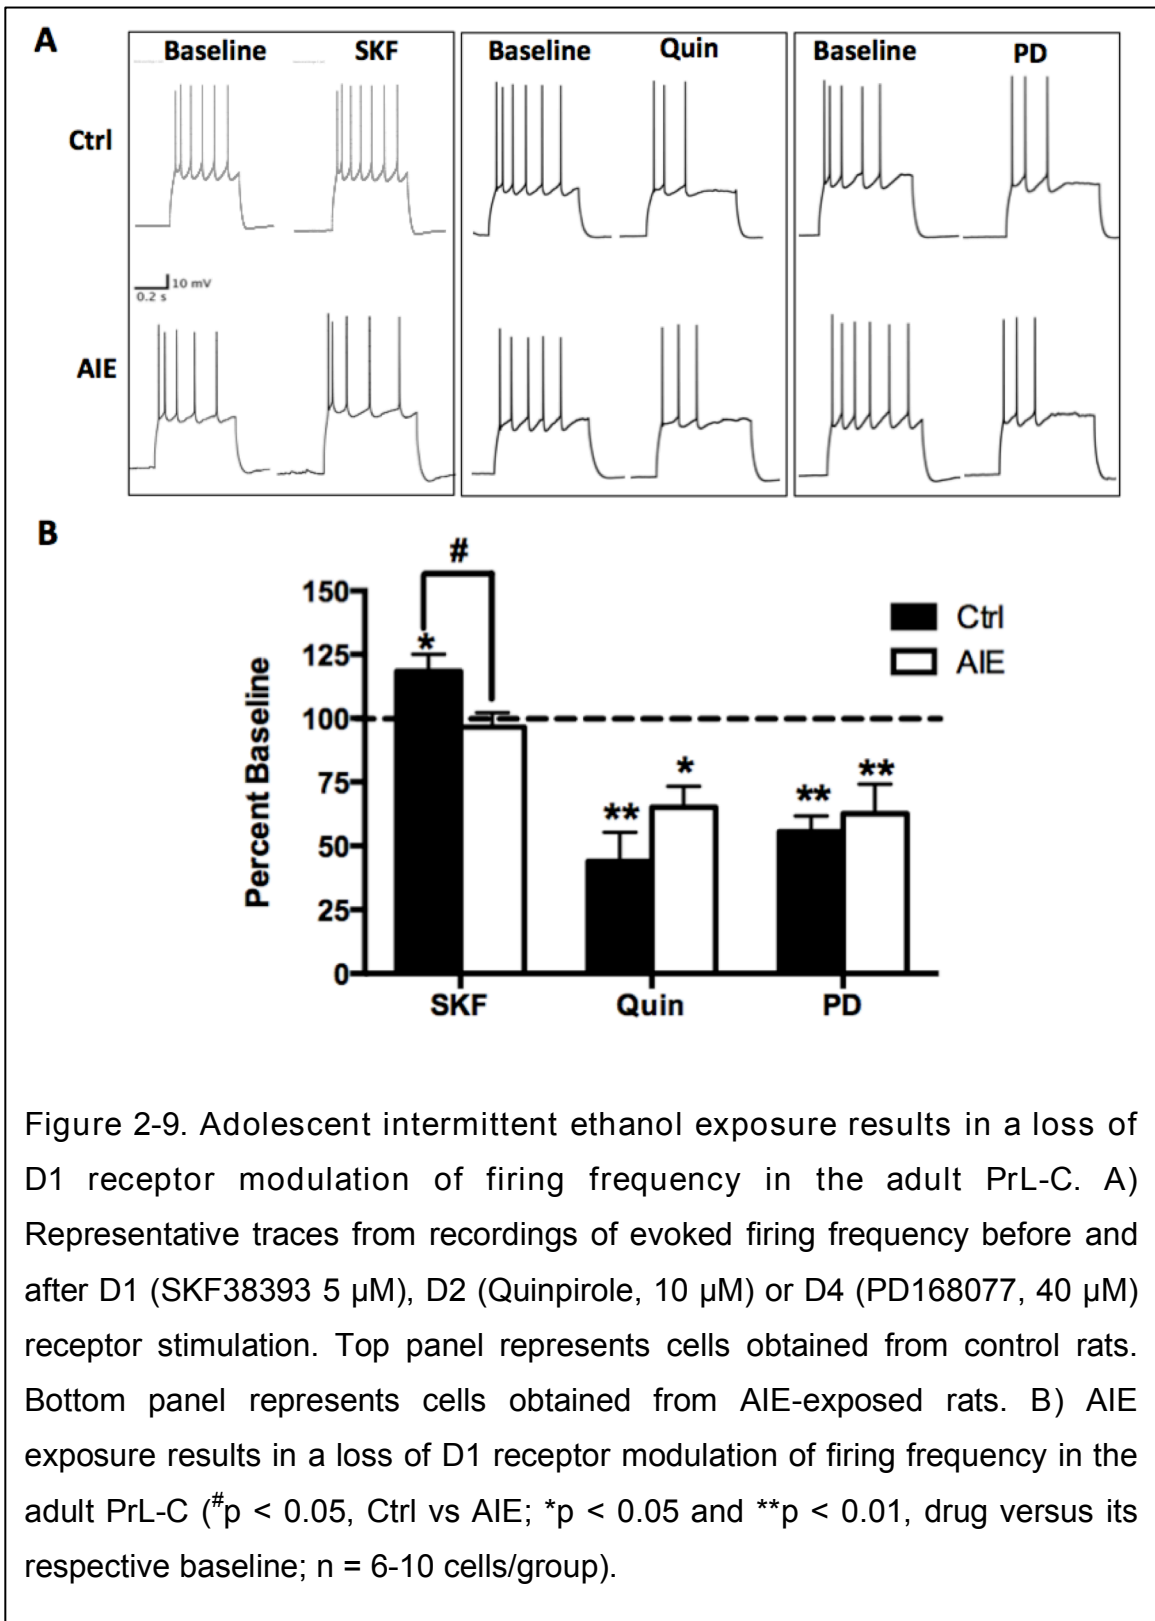 A
Baseline SKF Baseline Quin Baseline PD
Ctrl
10 mV
0.2 s
AIE
B
#
150
125
100
75
50
25
0
Percent Baseline
*
**
*
**
**
Ctrl
AIE
SKF Quin PD
Figure 2-9. Adolescent intermittent ethanol exposure results in a loss of
D1 receptor modulation of firing frequency in the adult PrL-C. A)
Representative traces from recordings of evoked firing frequency before and
after D1 (SKF38393 5 µM), D2 (Quinpirole, 10 µM) or D4 (PD168077, 40 µM)
receptor stimulation. Top panel represents cells obtained from control rats.
Bottom panel represents cells obtained from AIE-exposed rats. B) AIE
exposure results in a loss of D1 receptor modulation of firing frequency in the
adult PrL-C (#p < 0.05, Ctrl vs AIE; *p < 0.05 and **p < 0.01, drug versus its
respective baseline; n = 6-10 cells/group).